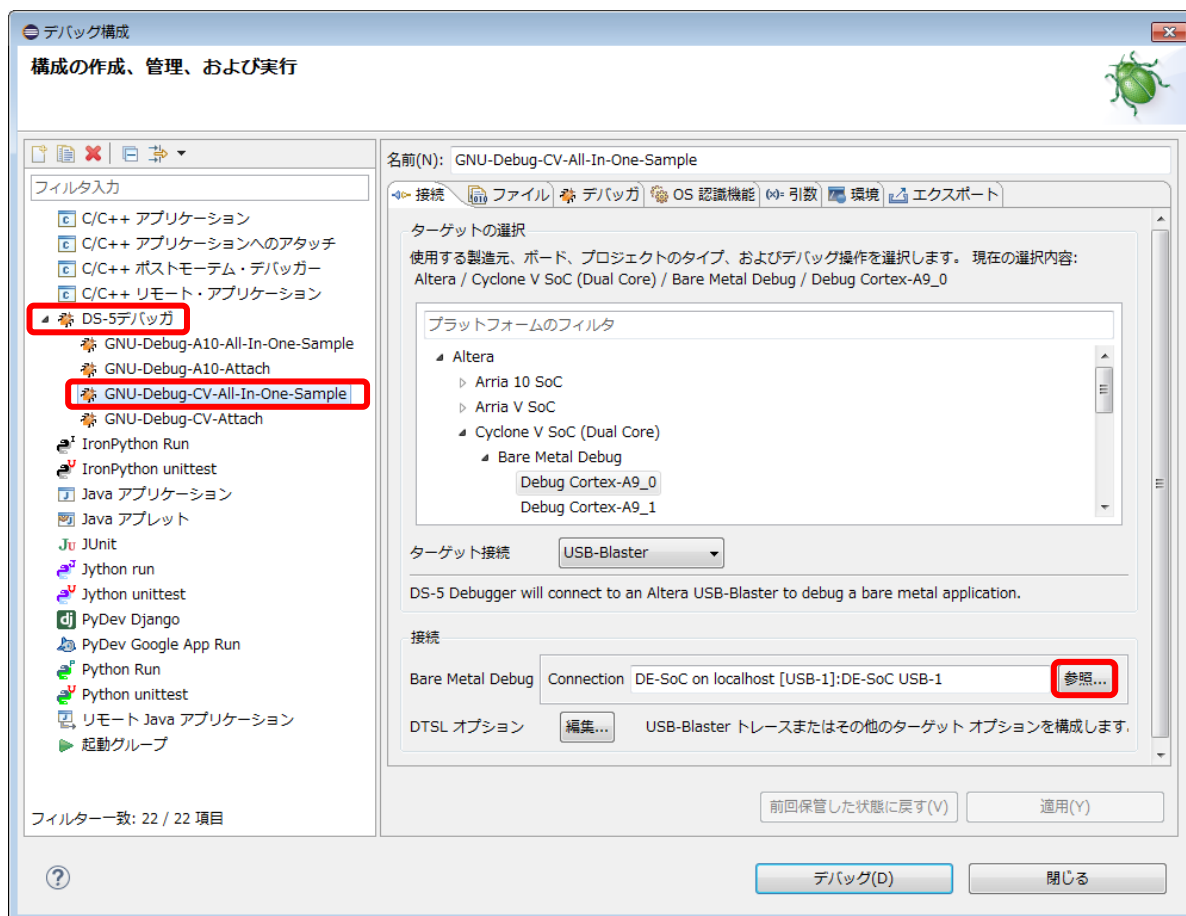 デバッグ構成
構成の作成、管理、および実行
フィルタ入力
C/C++ アプリケーション
C/C++ アプリケーションへのアタッチ
C/C++ ポストモーテム・デバッガー
C/C++ リモート・アプリケーション
DS-5デバッガ
GNU-Debug-A10-All-In-One-Sample
GNU-Debug-A10-Attach
GNU-Debug-CV-All-In-One-Sample
GNU-Debug-CV-Attach
IronPython Run
IronPython unittest
Java アプリケーション
Java アプレット
Ju JUnit
Jython run
Jython unittest
dj PyDev Django
PyDev Google App Run
Python Run
Python unittest
リモート Java アプリケーション
起動グループ
フィルター一致: 22 / 22 項目
名前(N): GNU-Debug-CV-All-In-One-Sample
接続 ファイル デバッガ OS 認識機能 (x)= 引数 環境 エクスポート
ターゲットの選択
使用する製造元、ボード、プロジェクトのタイプ、およびデバッグ操作を選択します。 現在の選択内容:
Altera / Cyclone V SoC (Dual Core) / Bare Metal Debug / Debug Cortex-A9_0
プラットフォームのフィルタ
Altera
Arria 10 SoC
Arria V SoC
Cyclone V SoC (Dual Core)
Bare Metal Debug
Debug Cortex-A9_0
Debug Cortex-A9_1
ターゲット接続 USB-Blaster
DS-5 Debugger will connect to an Altera USB-Blaster to debug a bare metal application.
接続
Bare Metal Debug Connection DE-SoC on localhost [USB-1]:DE-SoC USB-1 参照...
DTSL オプション 編集... USB-Blaster トレースまたはその他のターゲット オプションを構成します.
前回保管した状態に戻す(V) 適用(Y)
? デバッグ(D) 閉じる